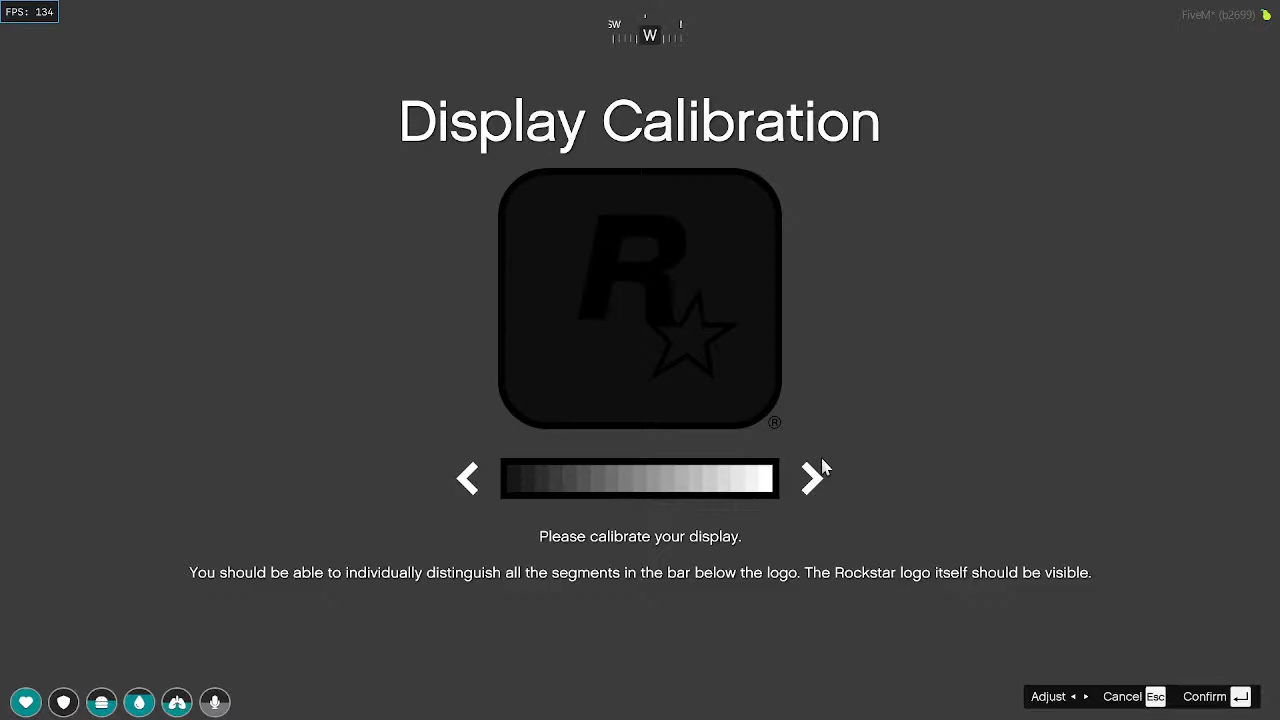 FPS: 134
SW
W
FiveM* (b2699)
Display Calibration
R
®
Please calibrate your display.
You should be able to individually distinguish all the segments in the bar below the logo. The Rockstar logo itself should be visible.
Adjust Cancel Esc Confirm